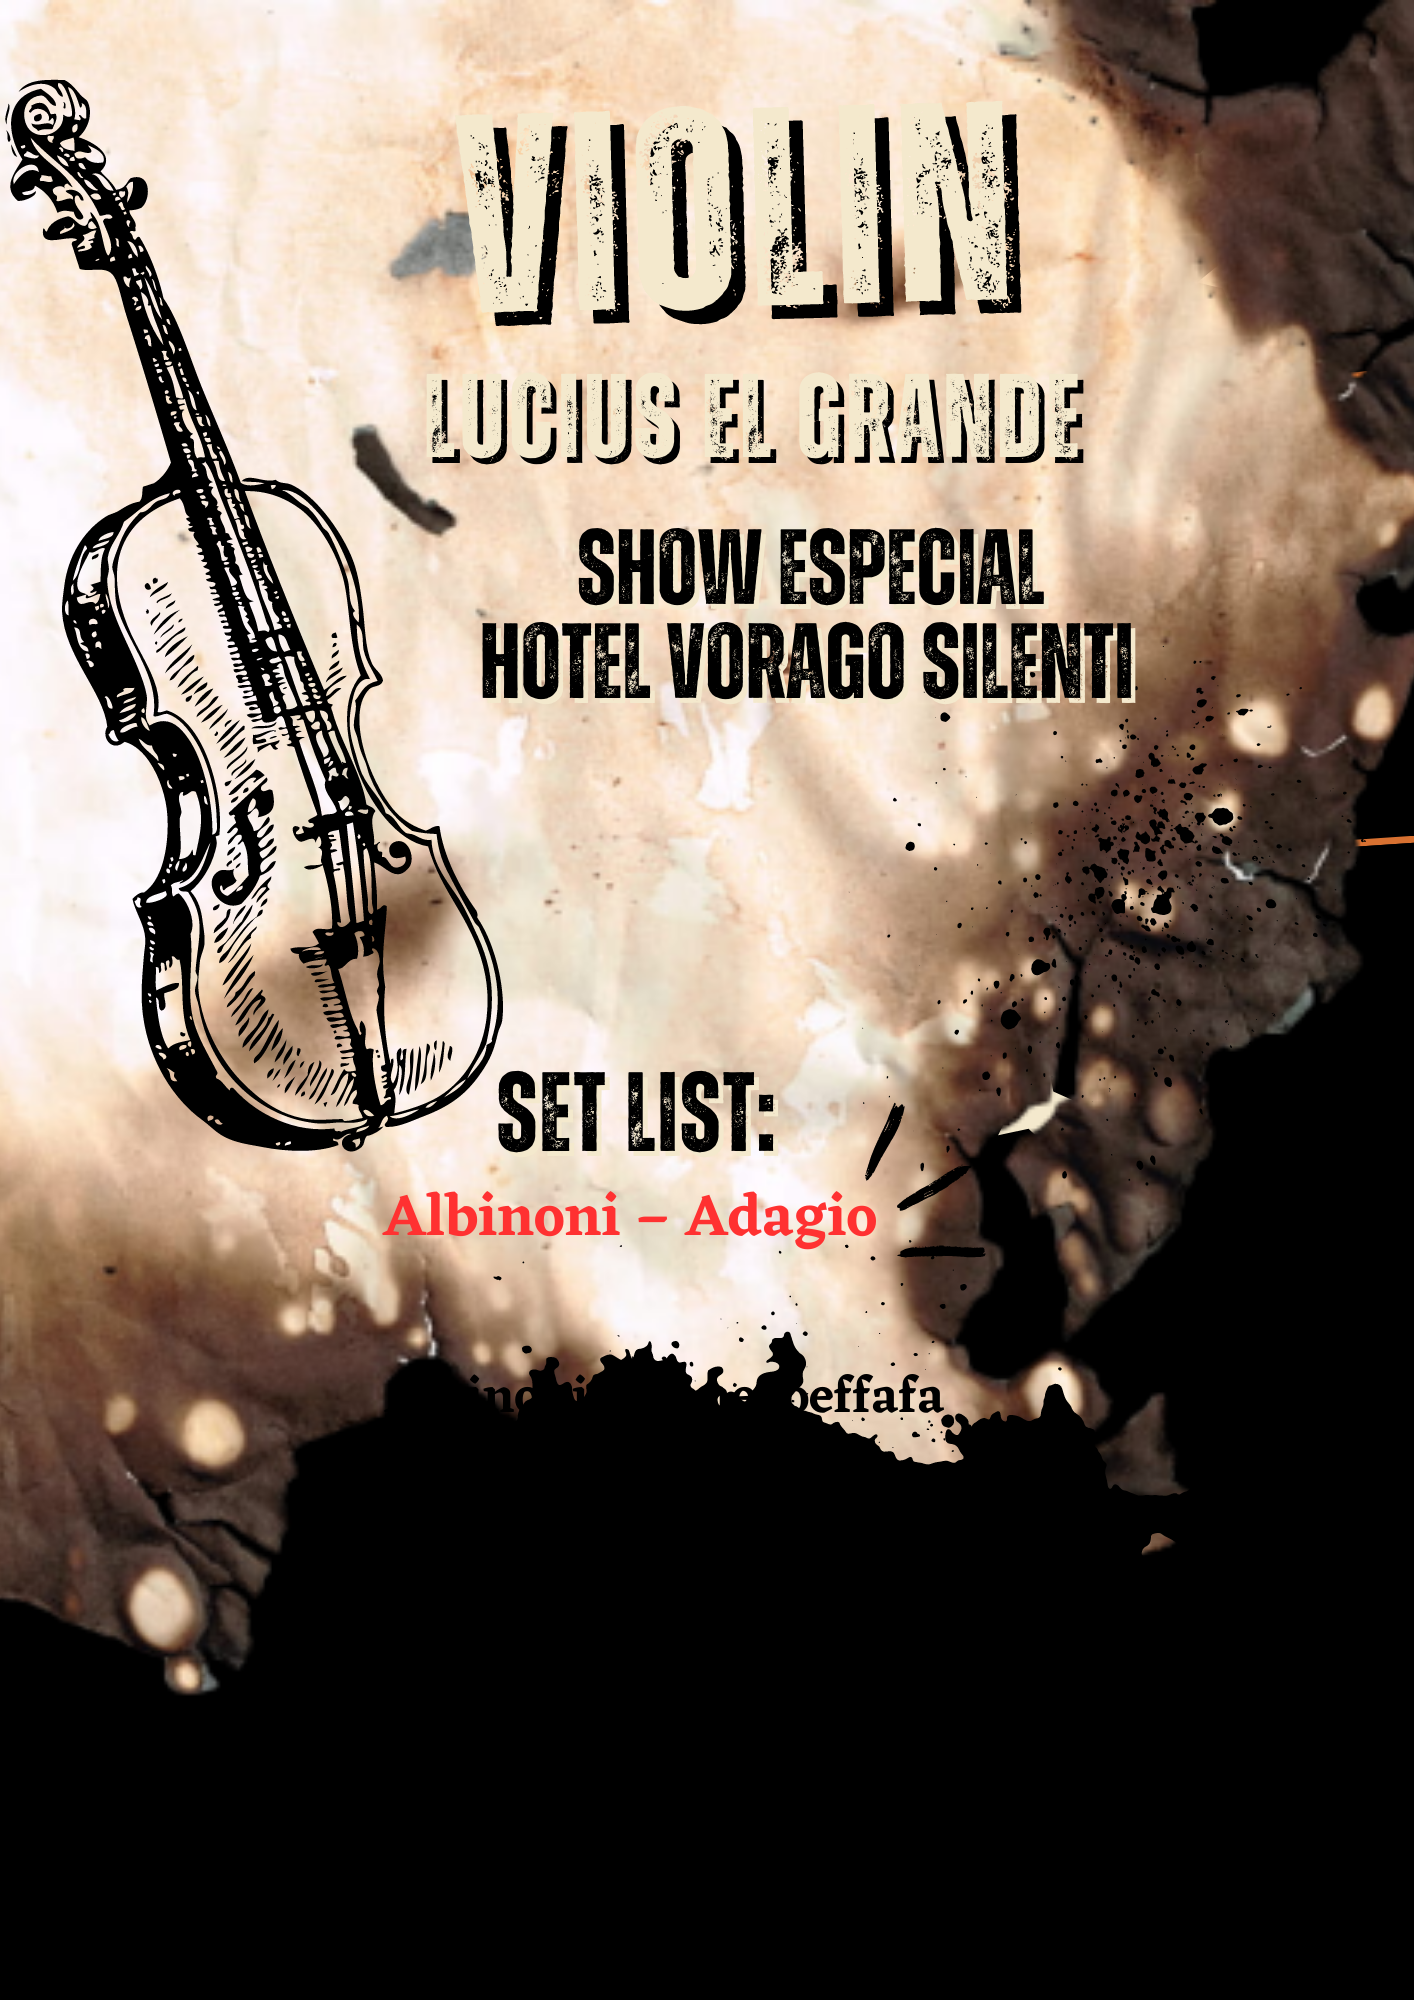 VIOLIN
LUCIUS EL GRANDE
SHOW ESPECIAL
HOTEL VORAGO SILENTI
SET LIST:
Albinoni – Adagio